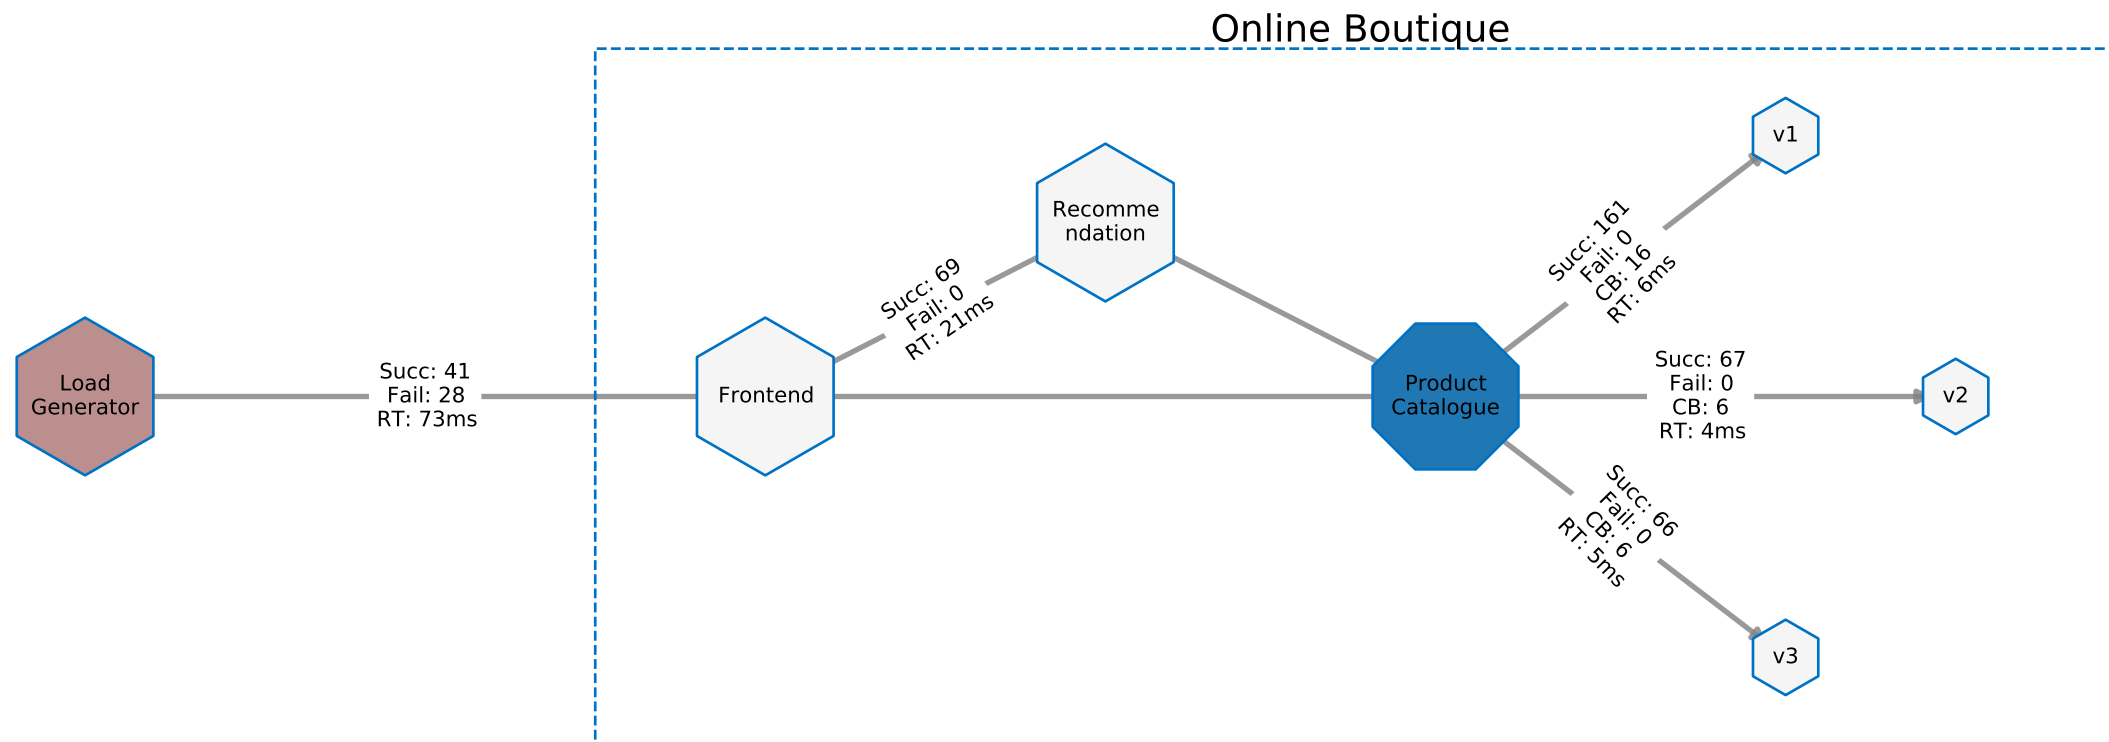 Online Boutique
Load
Generator
Succ: 41
Fail: 28
RT: 73ms
Frontend
Succ: 69
Fail: 0
RT: 21ms
Recomme
ndation
Product
Catalogue
Succ: 161
Fail: 0
CB: 16
RT: 6ms
v1
Succ: 67
Fail: 0
CB: 6
RT: 4ms
v2
Succ: 66
Fail: 0
CB: 6
RT: 5ms
v3